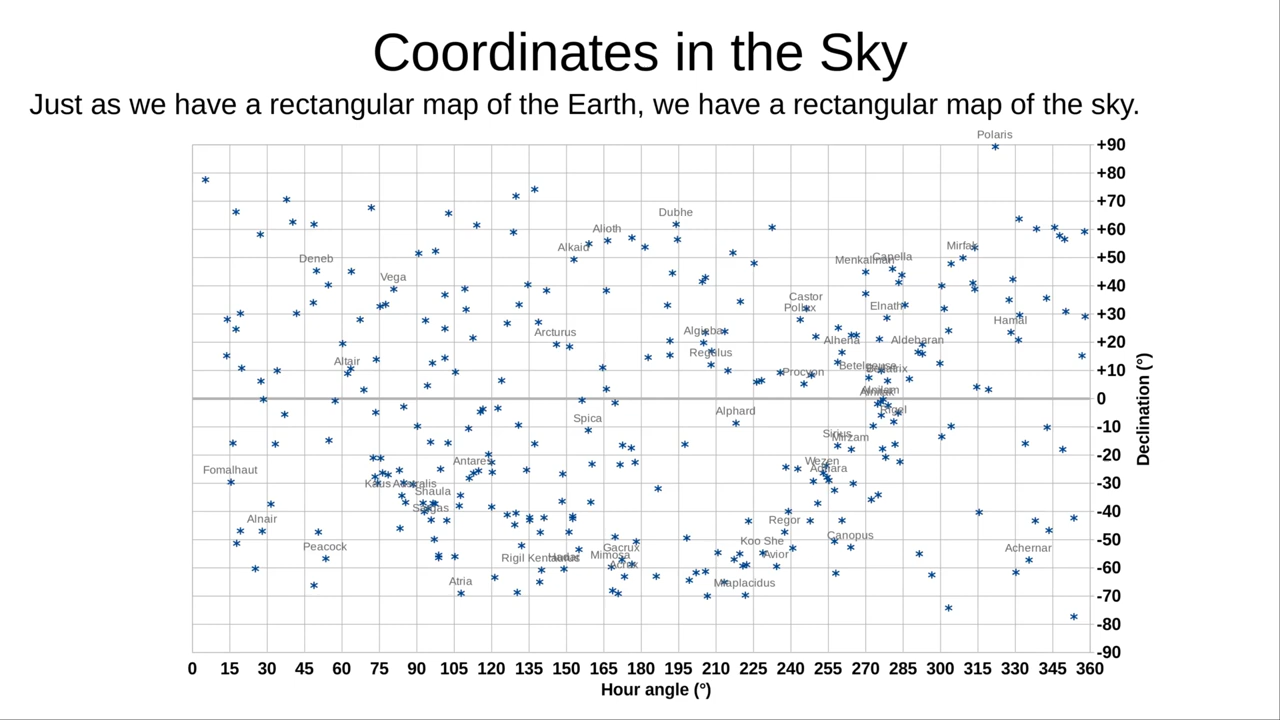 Coordinates in the Sky
Just as we have a rectangular map of the Earth, we have a rectangular map of the sky.
Polaris
+90
+80
+70
Dubhe
Alioth
+60
Alkaid
Mirfak
Deneb
Menkalinan
Capella
+50
Vega
+40
Castor
Pollux
Elnath
+30
Arcturus
Algieba
Hamal
Alhena
Aldebaran
+20
Altair
Regulus
Procyon
Betelgeuse
Bellatrix
+10
Alnilam
Alnitak
0
Spica
Alphard
Rigel
-10
Sirius
Mirzam
Fomalhaut
Antares
Wezen
Adhara
-20
Kaus Australis
Shaula
-30
Sargas
Alnair
Regor
-40
Peacock
Gacrux
Koo She
Canopus
Achernar
-50
Rigil Kentaurus
Hadar
Mimosa
Acrux
Avior
-60
Atria
Miaplacidus
-70
-80
-90
Declination (°)
0 15 30 45 60 75 90 105 120 135 150 165 180 195 210 225 240 255 270 285 300 315 330 345 360
Hour angle (°)